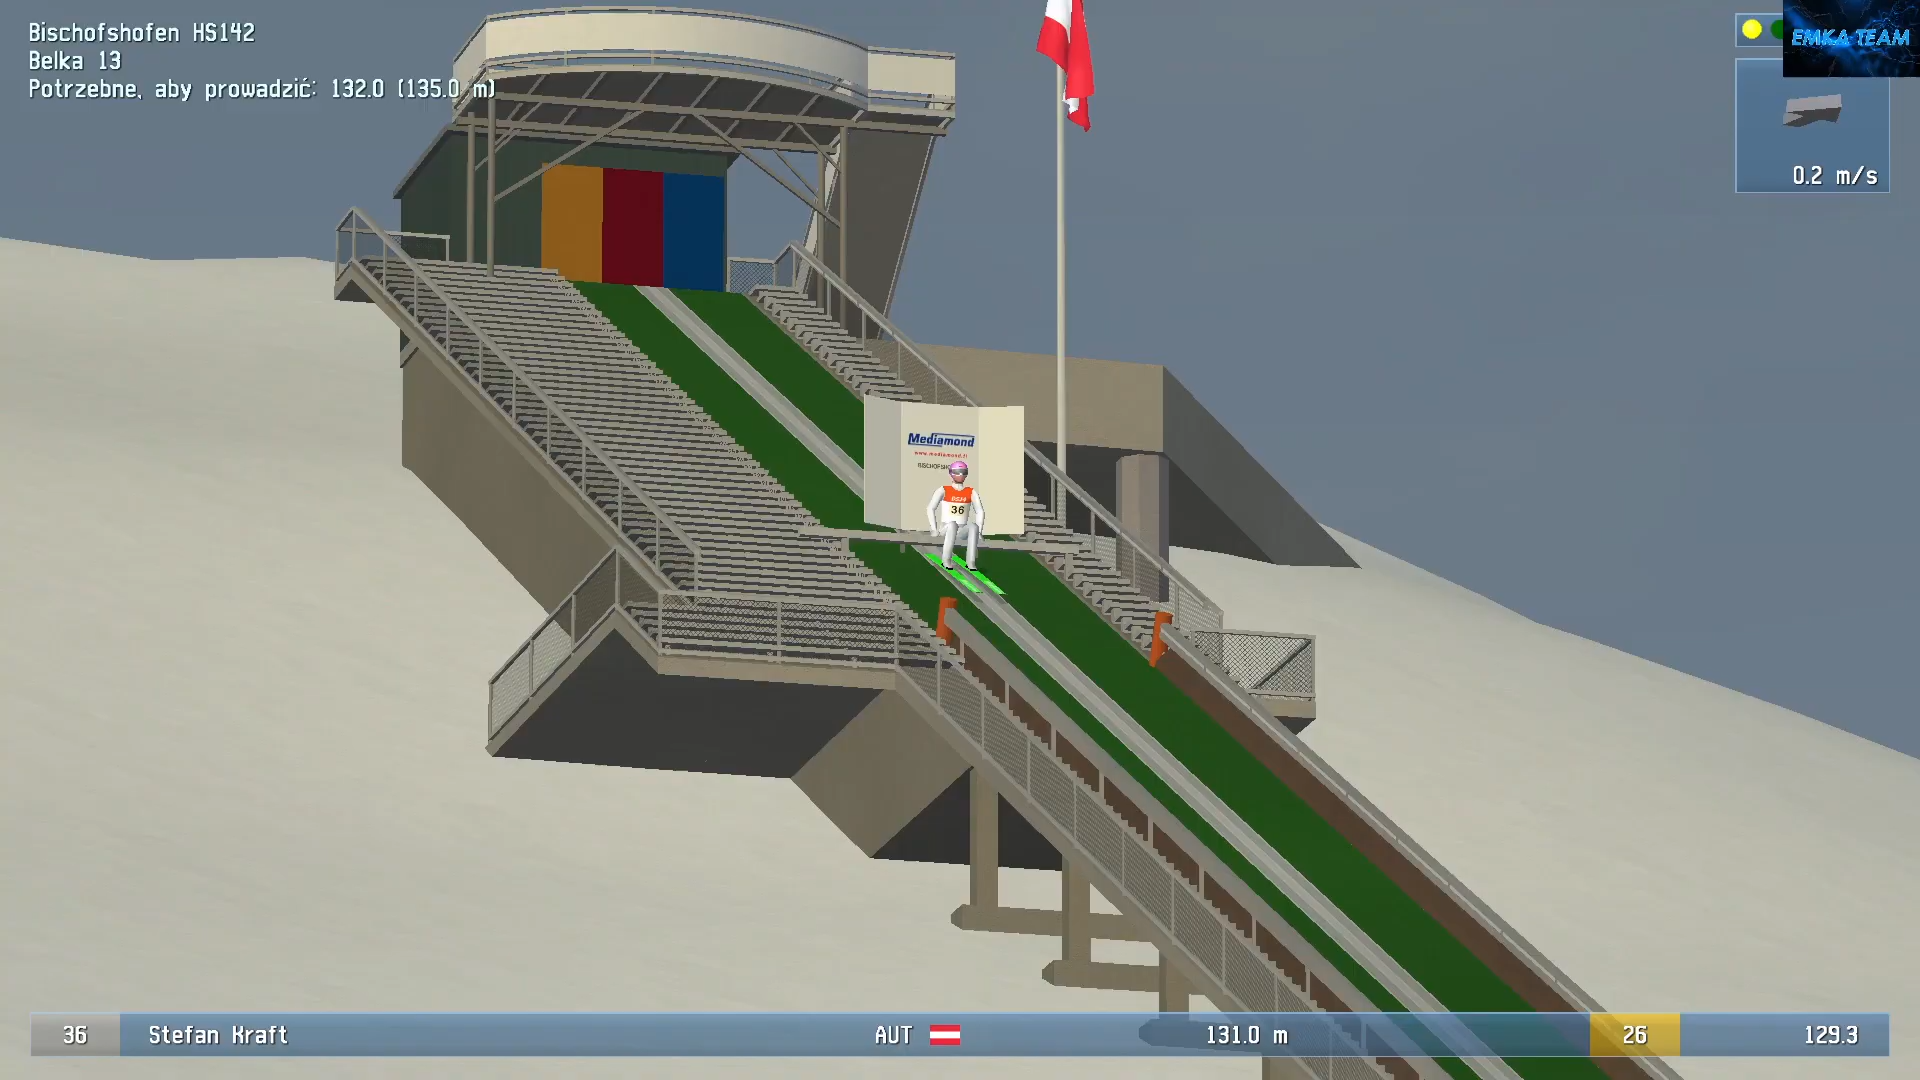 Bischofshofen HS142
Belka 13
Potrzebne, aby prowadzić: 132.0 (135.0 m)
EMKA TEAM
0.2 m/s
Mediamond
36
36 Stefan Kraft AUT 131.0 m 26 129.3